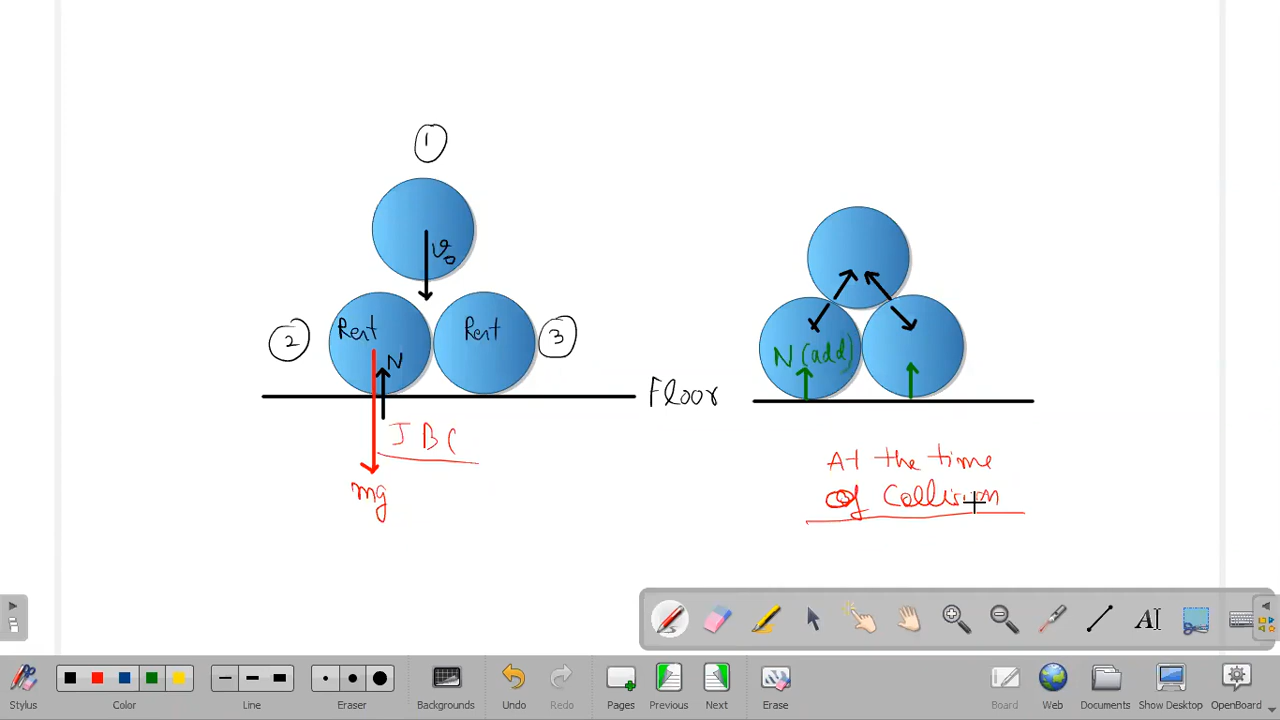 1
v₀
2
Rest
Rest
3
N
Floor
N (add)
J B C
mg
At the time
Of Collision
Stylus
Color
Line
Eraser
Backgrounds
Undo
Redo
Pages
Previous
Next
Erase
Board
Web
Documents
Show Desktop
OpenBoard